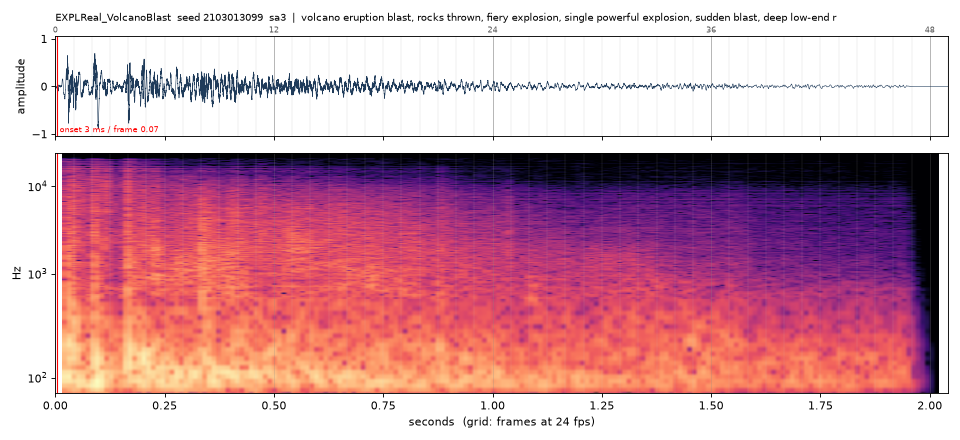 EXPLReal_VolcanoBlast seed 2103013099 sa3 | volcano eruption blast, rocks thrown, fiery explosion, single powerful explosion, sudden blast, deep low-end r
0 12 24 36 48
amplitude
1
0
−1
onset 3 ms / frame 0.07
Hz
10⁴
10³
10²
0.00 0.25 0.50 0.75 1.00 1.25 1.50 1.75 2.00
seconds (grid: frames at 24 fps)